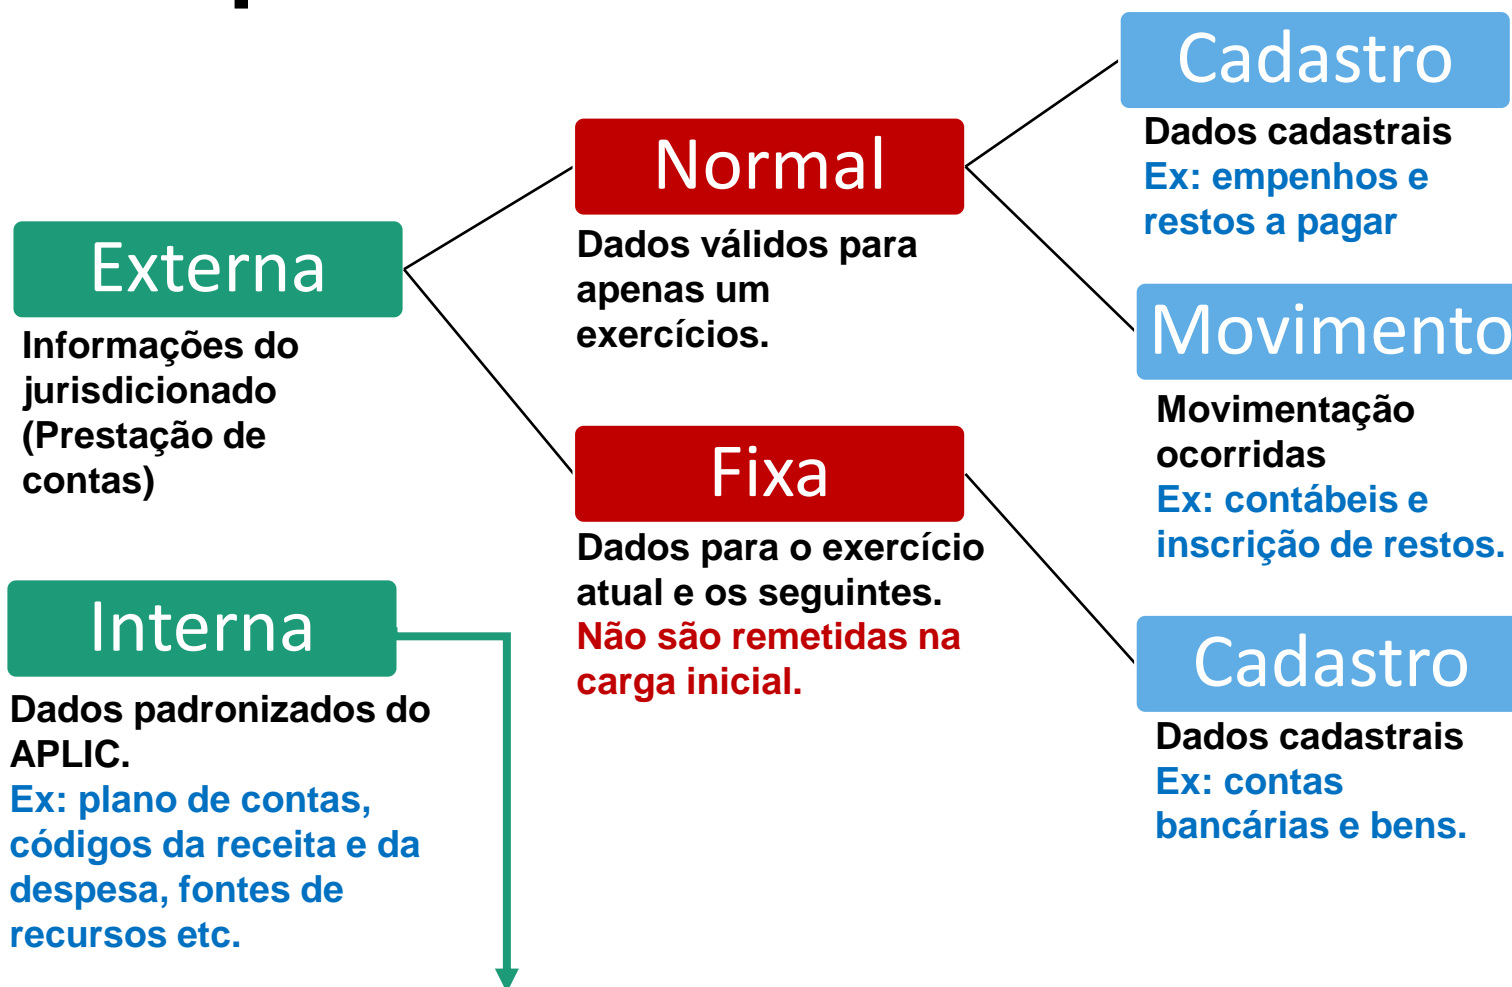 Externa
Informações do
jurisdicionado
(Prestação de
contas)
Interna
Dados padronizados do
APLIC.
Ex: plano de contas,
códigos da receita e da
despesa, fontes de
recursos etc.
Normal
Dados válidos para
apenas um
exercícios.
Fixa
Dados para o exercício
atual e os seguintes.
Não são remetidas na
carga inicial.
Cadastro
Dados cadastrais
Ex: empenhos e
restos a pagar
Movimento
Movimentação
ocorridas
Ex: contábeis e
inscrição de restos.
Cadastro
Dados cadastrais
Ex: contas
bancárias e bens.